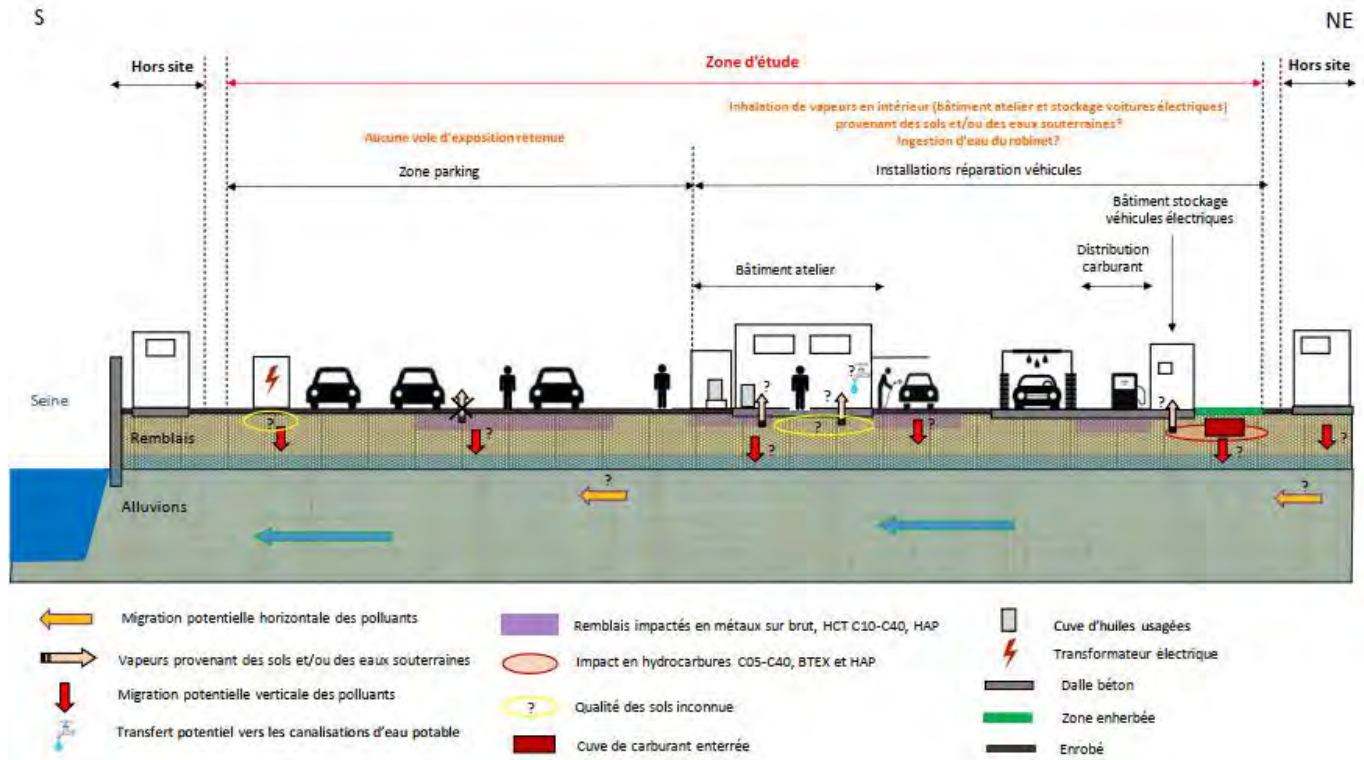 S
NE
Hors site
Zone d'étude
Hors site
Inhalation de vapeurs en intérieur (bâtiment atelier et stockage voitures électriques)
provenant des sols et/ou des eaux souterraines?
Ingestion d'eau du robinet?
Aucune voie d'exposition retenue
Zone parking
Installations réparation véhicules
Bâtiment stockage
véhicules électriques
Distribution
carburant
Bâtiment atelier
Seine
Remblais
Alluvions
?
?
?
?
?
?
?
?
?
?
?
?
?
?
Migration potentielle horizontale des polluants
Vapeurs provenant des sols et/ou des eaux souterraines
Migration potentielle verticale des polluants
Transfert potentiel vers les canalisations d'eau potable
Remblais impactés en métaux sur brut, HCT C10-C40, HAP
Impact en hydrocarbures C05-C40, BTEX et HAP
? Qualité des sols inconnue
Cuve de carburant enterrée
Cuve d'huiles usagées
Transformateur électrique
Dalle béton
Zone enherbée
Enrobé